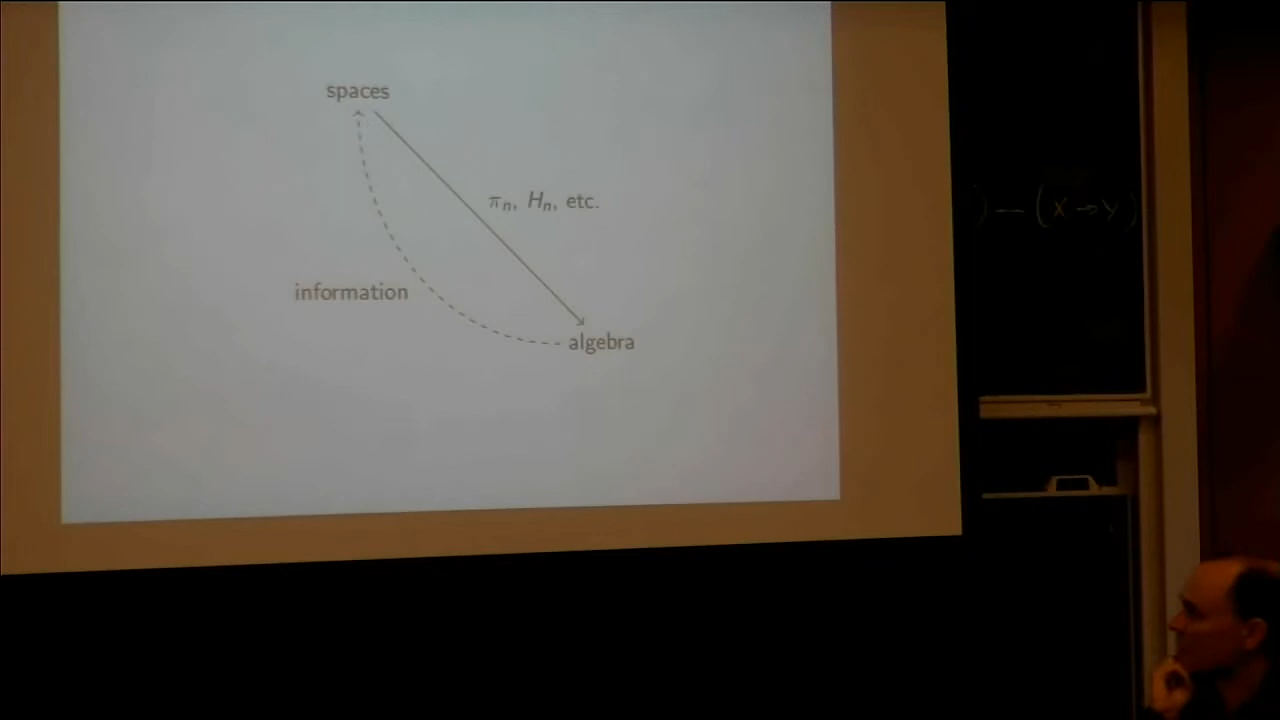 spaces
πn, Hn, etc.
information
algebra
) — (X → Y)